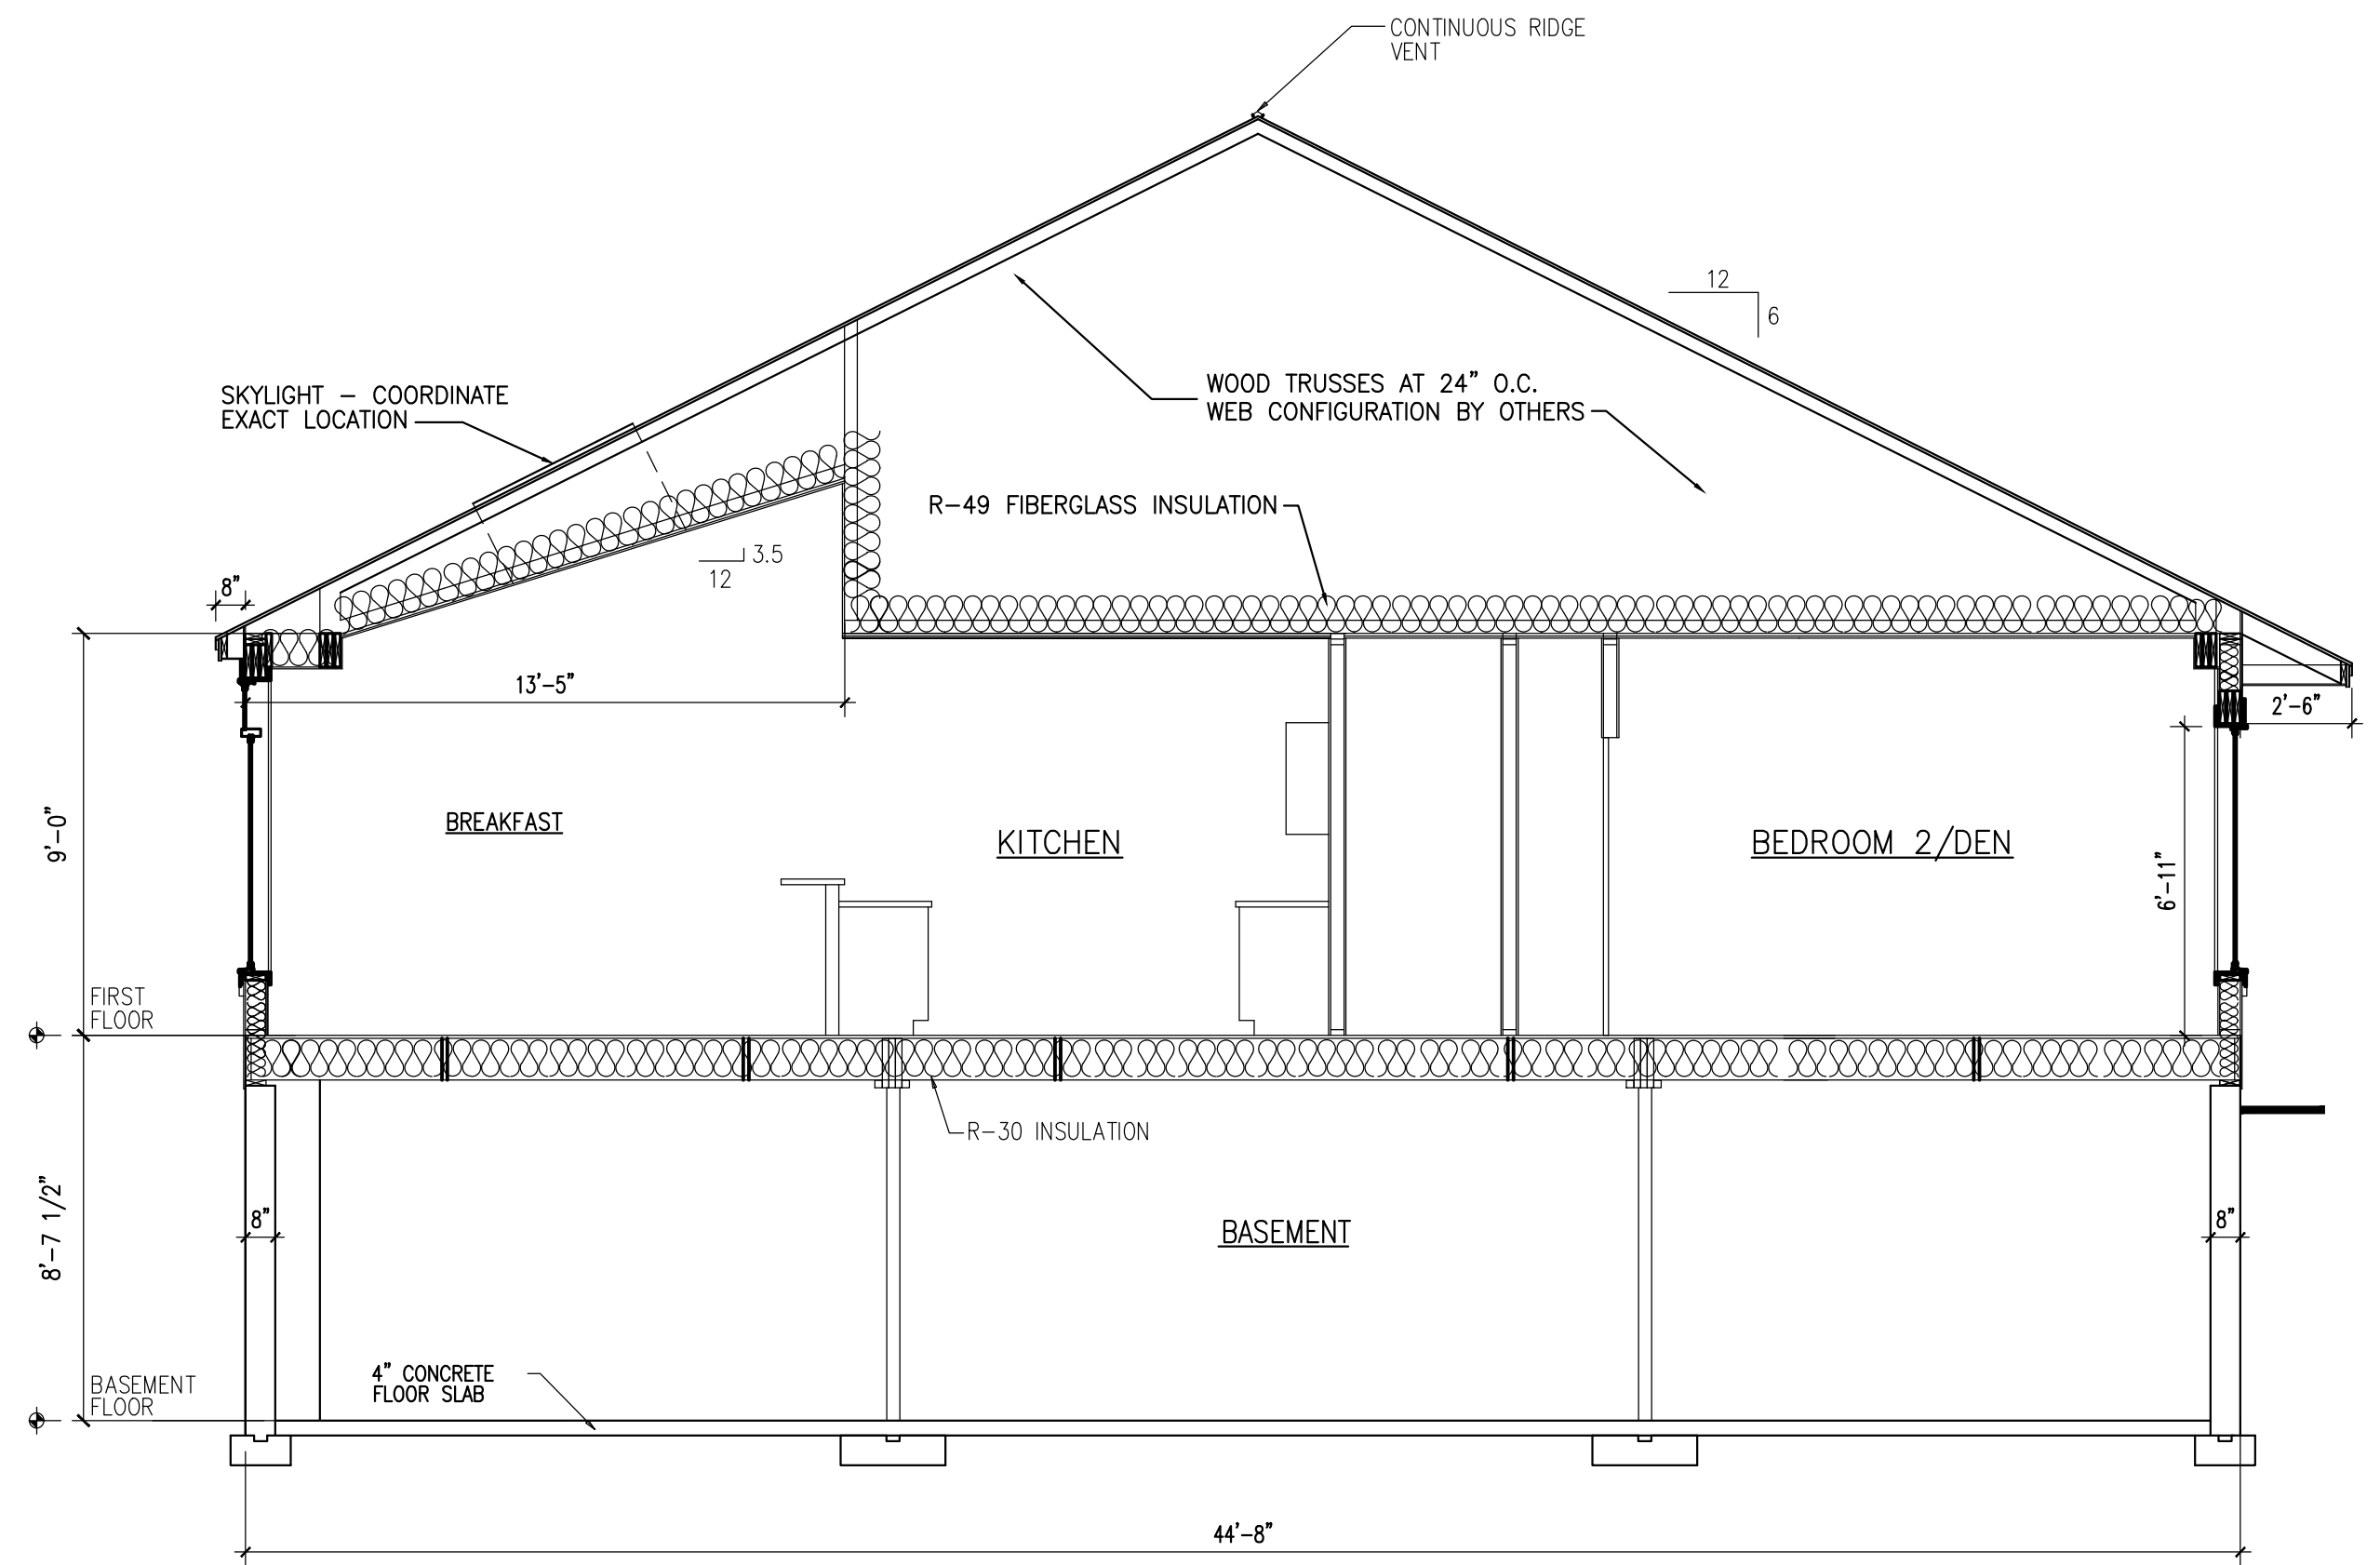 CONTINUOUS RIDGE
VENT
12
6
SKYLIGHT – COORDINATE
EXACT LOCATION
WOOD TRUSSES AT 24" O.C.
WEB CONFIGURATION BY OTHERS
R–49 FIBERGLASS INSULATION
3.5
12
8"
13'–5"
2'–6"
9'–0"
BREAKFAST
KITCHEN
BEDROOM 2/DEN
6'–11"
FIRST
FLOOR
R–30 INSULATION
8'–7 1/2"
8"
BASEMENT
8"
4" CONCRETE
FLOOR SLAB
BASEMENT
FLOOR
44'–8"